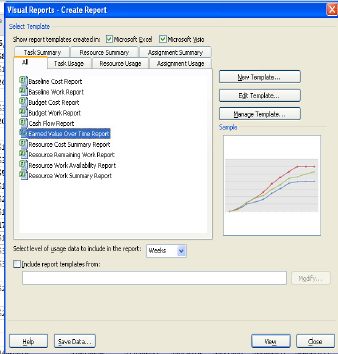 Visual Reports - Create Report
Select Template
Show report templates created in: Microsoft Excel Microsoft Visio
Task Summary Resource Summary Assignment Summary
All Task Usage Resource Usage Assignment Usage
Baseline Cost Report
Baseline Work Report
Budget Cost Report
Budget Work Report
Cash Flow Report
Earned Value Over Time Report
Resource Cost Summary Report
Resource Remaining Work Report
Resource Work Availability Report
Resource Work Summary Report
New Template...
Edit Template...
Manage Template...
Sample
Select level of usage data to include in the report: Weeks
Include report templates from:
Modify...
Help Save Data... View Close